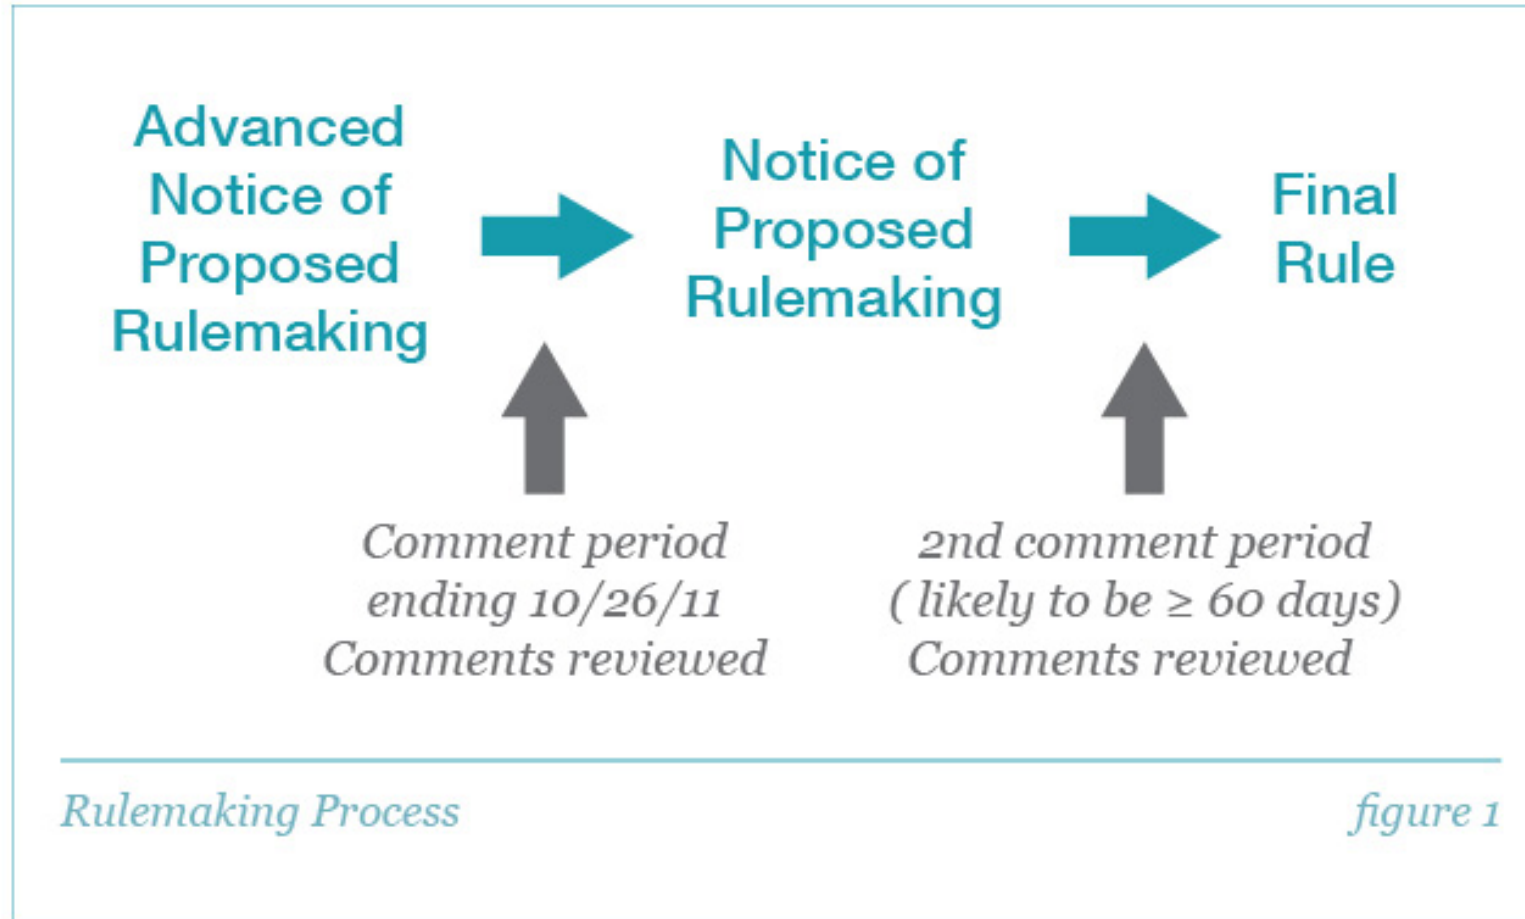 Advanced
Notice of
Proposed
Rulemaking
Notice of
Proposed
Rulemaking
Final
Rule
Comment period
ending 10/26/11
Comments reviewed
2nd comment period
( likely to be ≥ 60 days)
Comments reviewed
Rulemaking Process
figure 1